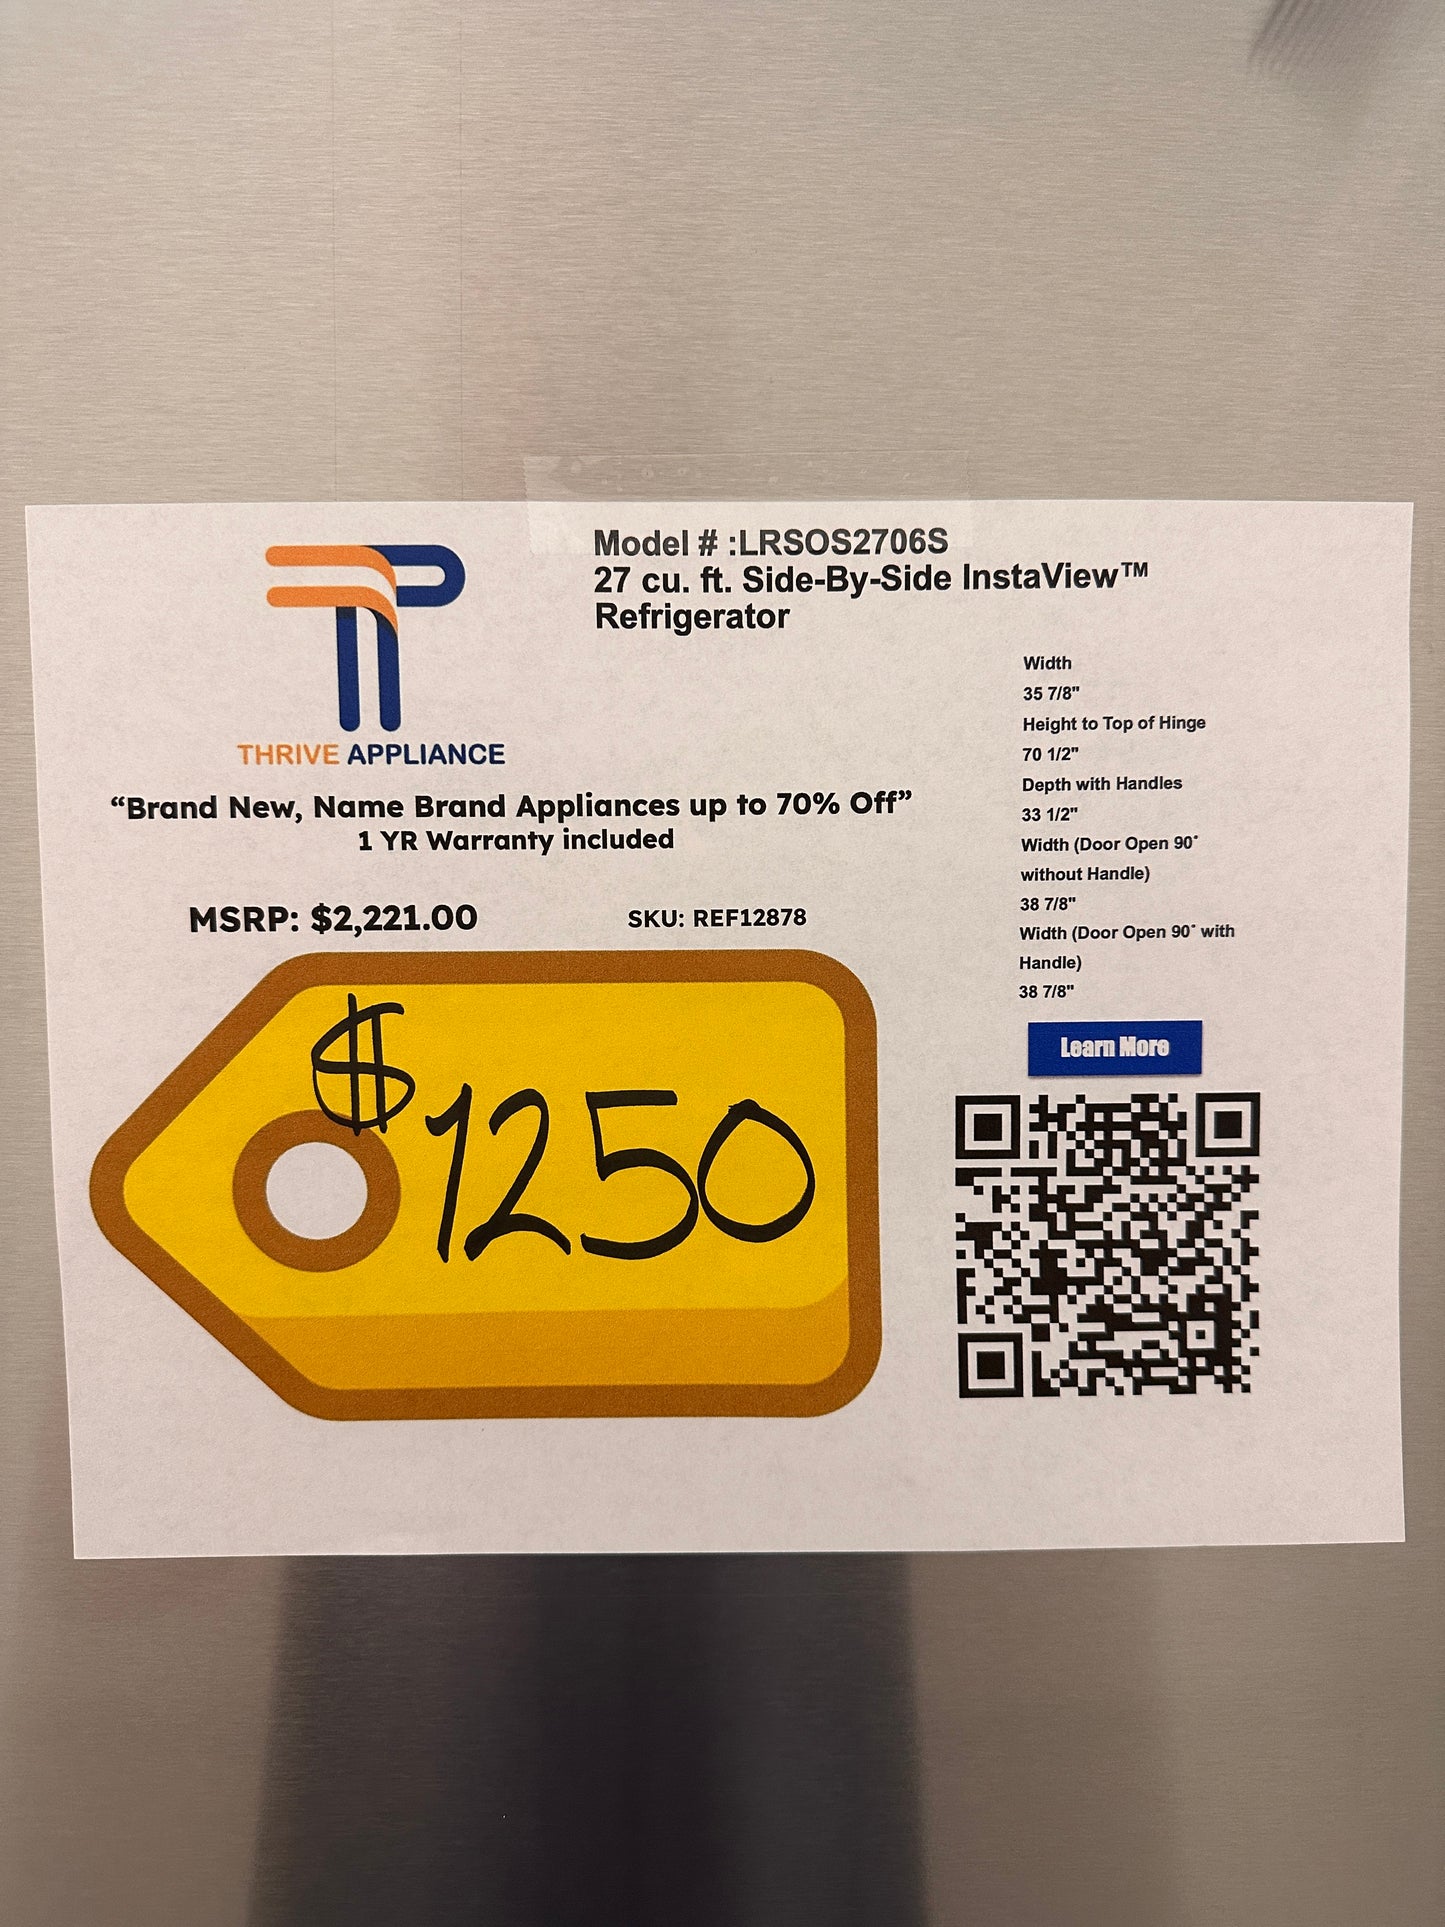 Model # :LRSOS2706S
27 cu. ft. Side-By-Side InstaView™
Refrigerator
THRIVE APPLIANCE
“Brand New, Name Brand Appliances up to 70% Off”
1 YR Warranty included
MSRP: $2,221.00
SKU: REF12878
$1250
Width
35 7/8"
Height to Top of Hinge
70 1/2"
Depth with Handles
33 1/2"
Width (Door Open 90˚
without Handle)
38 7/8"
Width (Door Open 90˚ with
Handle)
38 7/8"
Learn More